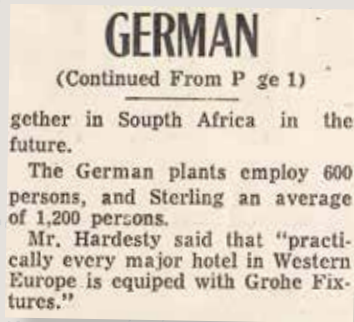 GERMAN
(Continued From P ge 1)
gether in Soupth Africa in the
future.
The German plants employ 600
persons, and Sterling an average
of 1,200 persons.
Mr. Hardesty said that "practi-
cally every major hotel in Western
Europe is equiped with Grohe Fix-
tures."